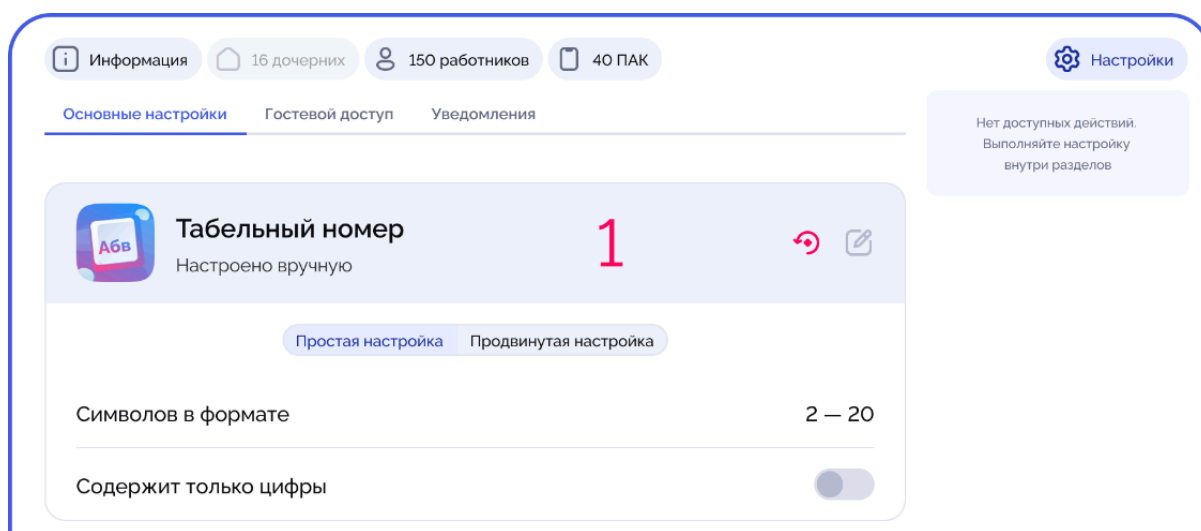 Информация
16 дочерних
150 работников
40 ПАК
Настройки
Основные настройки
Гостевой доступ
Уведомления
Нет доступных действий.
Выполняйте настройку
внутри разделов
Абв
Табельный номер
Настроено вручную
1
Простая настройка
Продвинутая настройка
Символов в формате
2 — 20
Содержит только цифры